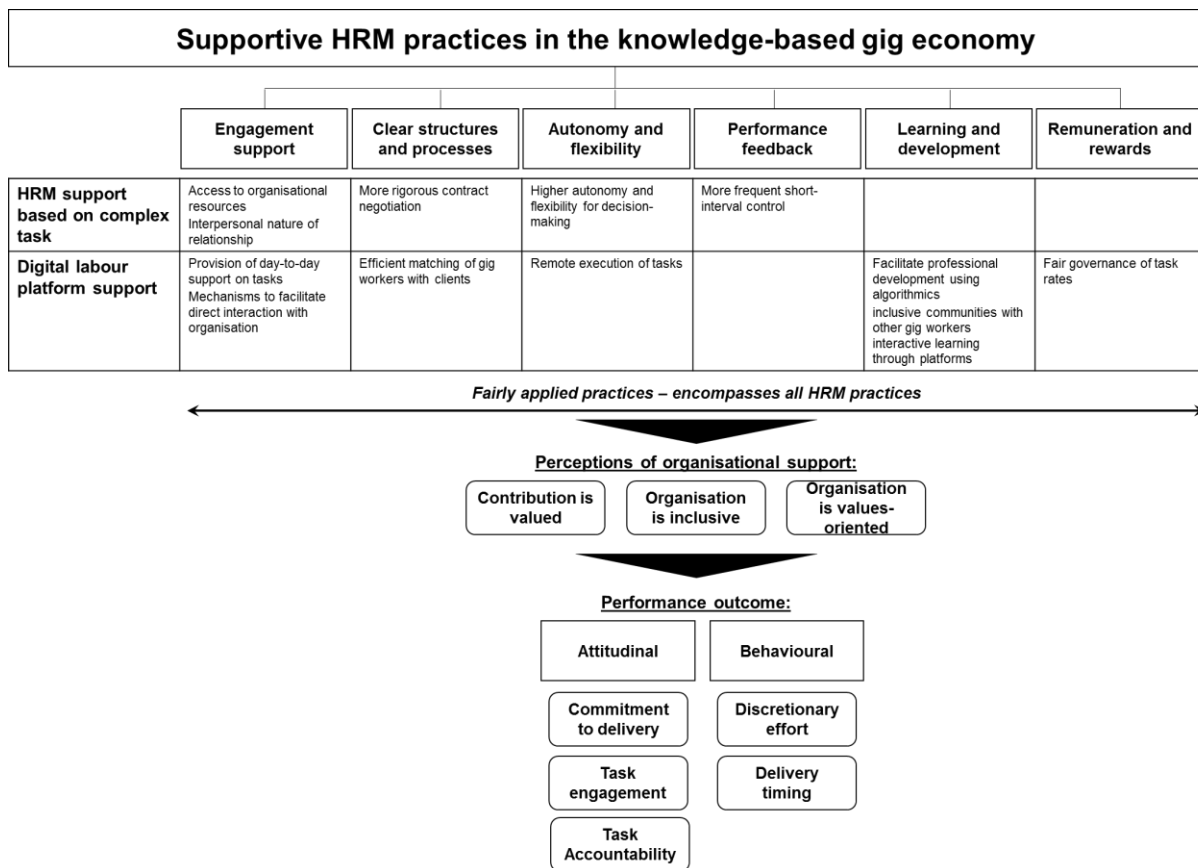 Supportive HRM practices in the knowledge-based gig economy
Engagement
support
Clear structures
and processes
Autonomy and
flexibility
Performance
feedback
Learning and
development
Remuneration and
rewards
HRM support
based on complex
task
Access to organisational
resources
Interpersonal nature of
relationship
More rigorous contract
negotiation
Higher autonomy and
flexibility for decision-
making
More frequent short-
interval control
Digital labour
platform support
Provision of day-to-day
support on tasks
Mechanisms to facilitate
direct interaction with
organisation
Efficient matching of gig
workers with clients
Remote execution of tasks
Facilitate professional
development using
algorithmics
inclusive communities with
other gig workers
interactive learning
through platforms
Fair governance of task
rates
Fairly applied practices – encompasses all HRM practices
Perceptions of organisational support:
Contribution is
valued
Organisation
is inclusive
Organisation
is values-
oriented
Performance outcome:
Attitudinal
Behavioural
Commitment
to delivery
Discretionary
effort
Task
engagement
Delivery
timing
Task
Accountability